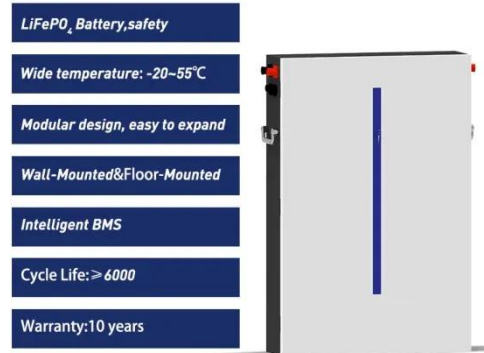 LiFePO₄ Battery,safety
Wide temperature: -20~55℃
Modular design, easy to expand
Wall-Mounted&Floor-Mounted
Intelligent BMS
Cycle Life:≥6000
Warranty:10 years